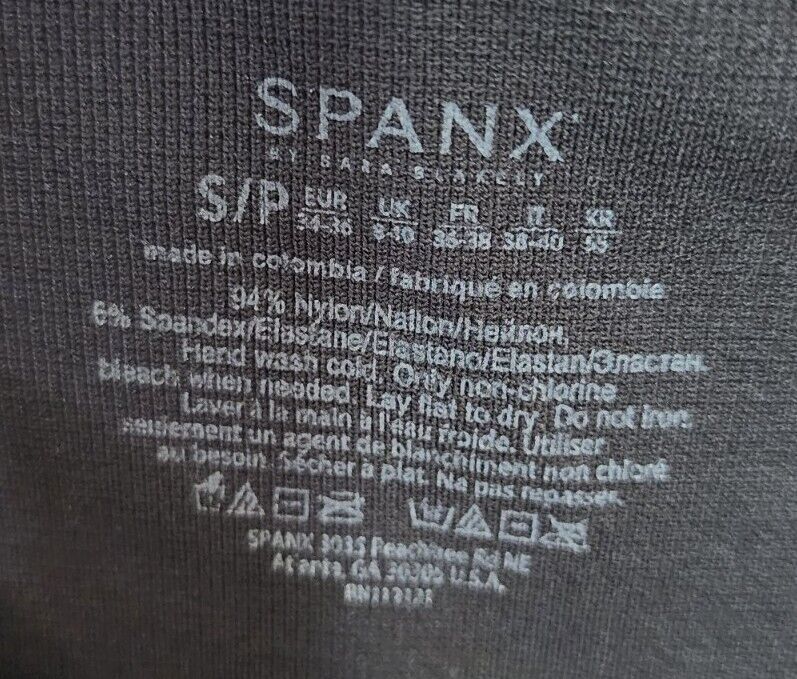 SPANX
BY SARA BLAKELY
S/P EUR 34-36 UK 8-10 FR 36-38 IT 38-40 KR 55
made in colombia / fabriqué en colombie
94% Nylon/Nailon/Нейлон,
6% Spandex/Elastane/Elastano/Elastan/Эластан.
Hand wash cold. Only non-chlorine
bleach when needed. Lay flat to dry. Do not iron.
Laver à la main à l'eau froide. Utiliser
seulement un agent de blanchiment non chloré
au besoin. Sécher à plat. Ne pas repasser.
SPANX 3035 Peachtree Rd NE
Atlanta, GA 30305 U.S.A.